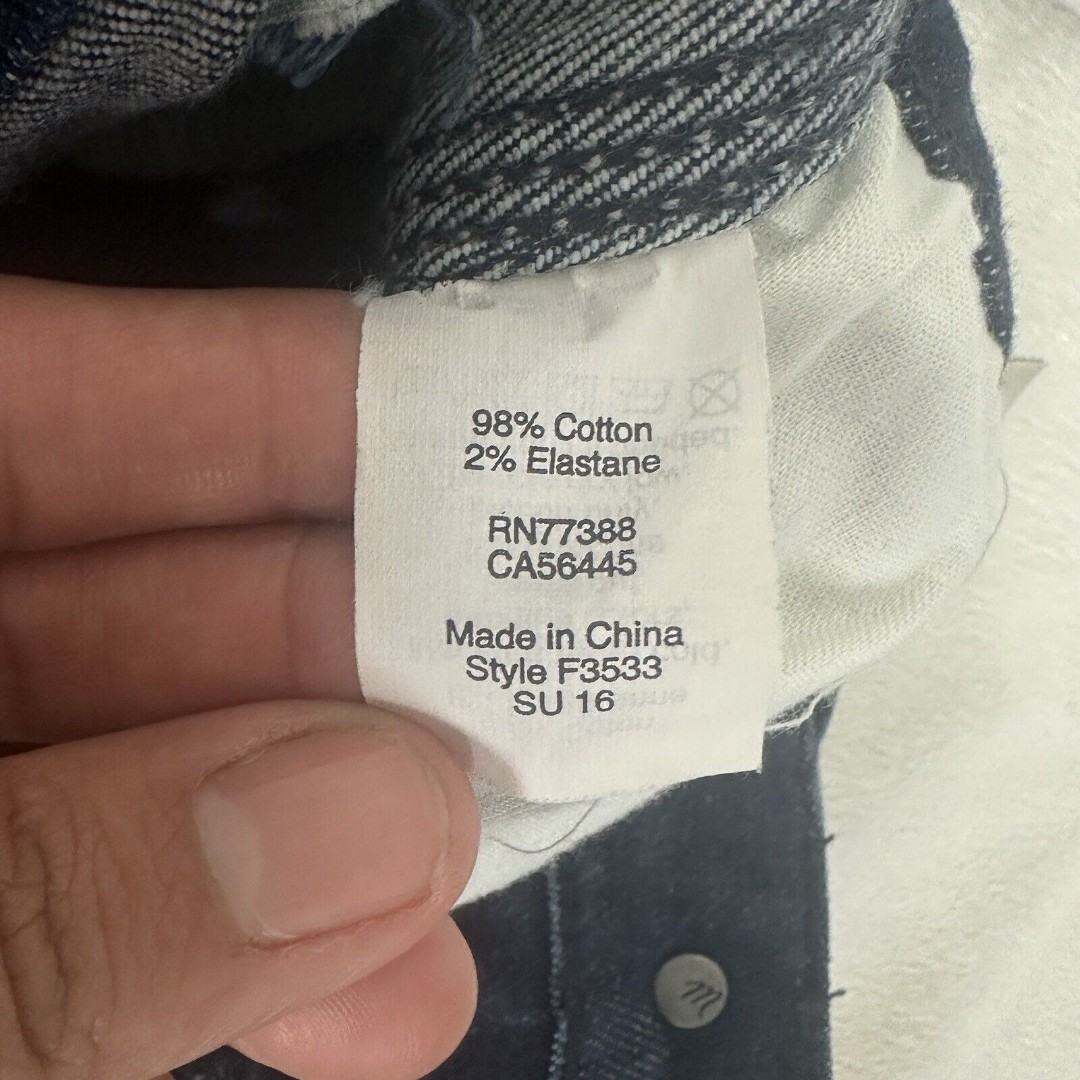 98% Cotton
2% Elastane
RN77388
CA56445
Made in China
Style F3533
SU 16
m